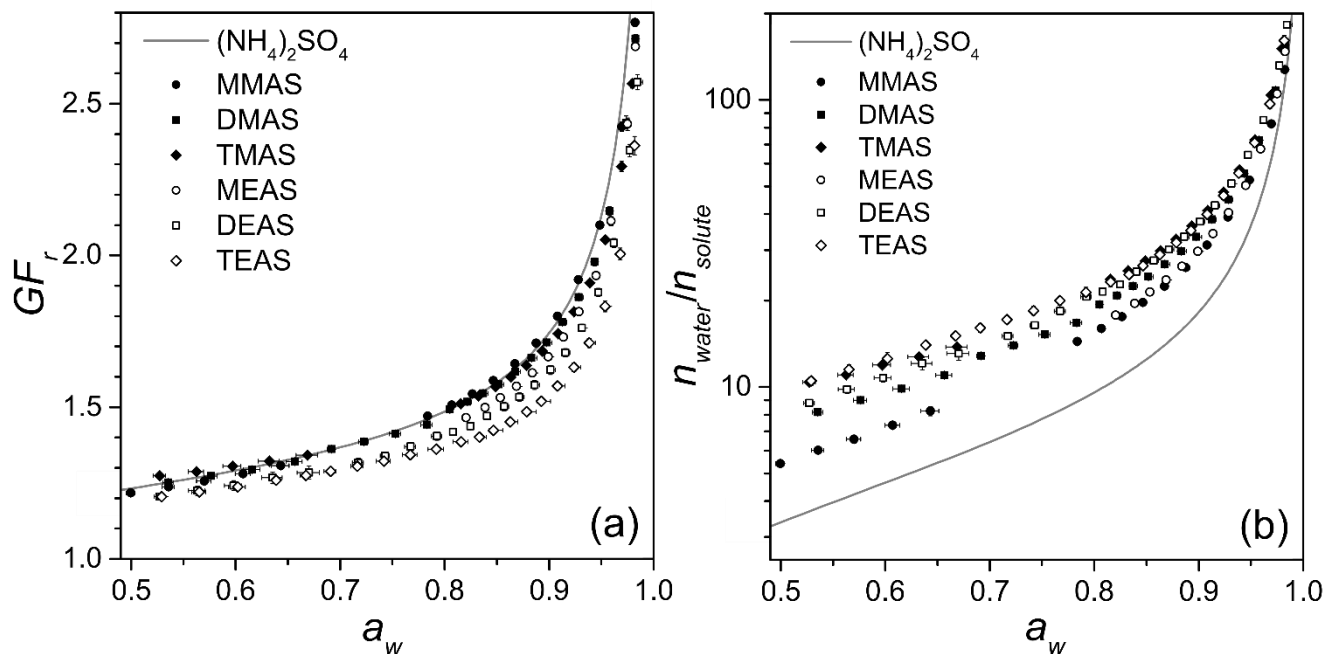 GF_r
2.5
2.0
1.5
1.0
(NH₄)₂SO₄
MMAS
DMAS
TMAS
MEAS
DEAS
TEAS
(a)
0.5 0.6 0.7 0.8 0.9 1.0
a_w
n_water/n_solute
100
10
(NH₄)₂SO₄
MMAS
DMAS
TMAS
MEAS
DEAS
TEAS
(b)
0.5 0.6 0.7 0.8 0.9 1.0
a_w